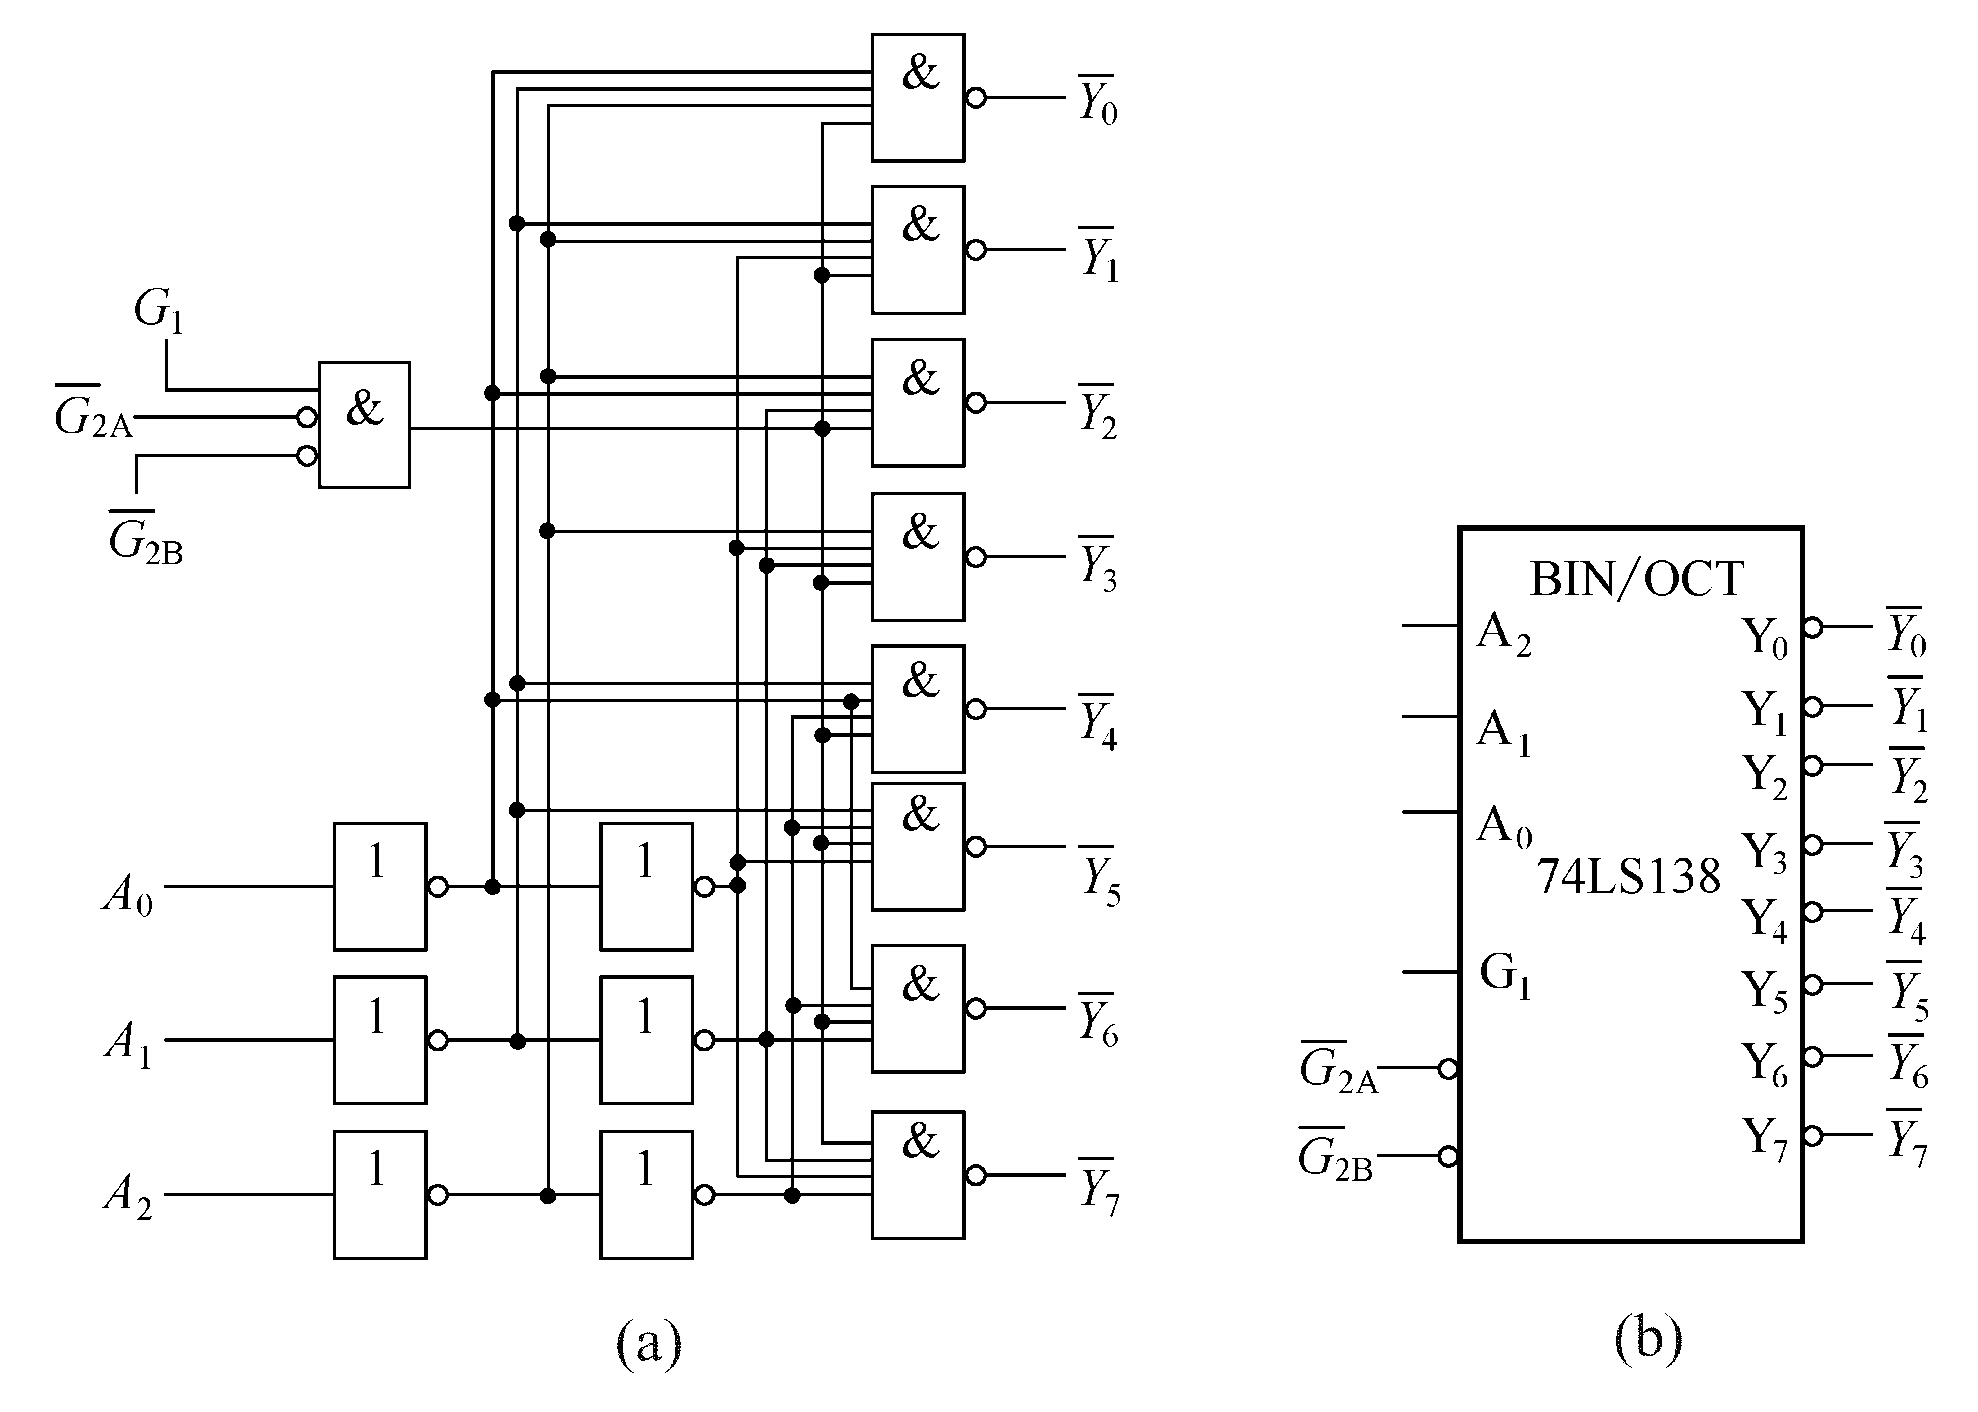 &
Y̅₀
&
Y̅₁
G₁
G̅₂A
&
G̅₂B
&
Y̅₂
&
Y̅₃
&
Y̅₄
&
Y̅₅
A₀
1
1
&
Y̅₆
A₁
1
1
&
Y̅₇
A₂
1
1
(a)
BIN/OCT
A₂
A₁
A₀
74LS138
G₁
G̅₂A
G̅₂B
Y₀ Y̅₀
Y₁ Y̅₁
Y₂ Y̅₂
Y₃ Y̅₃
Y₄ Y̅₄
Y₅ Y̅₅
Y₆ Y̅₆
Y₇ Y̅₇
(b)